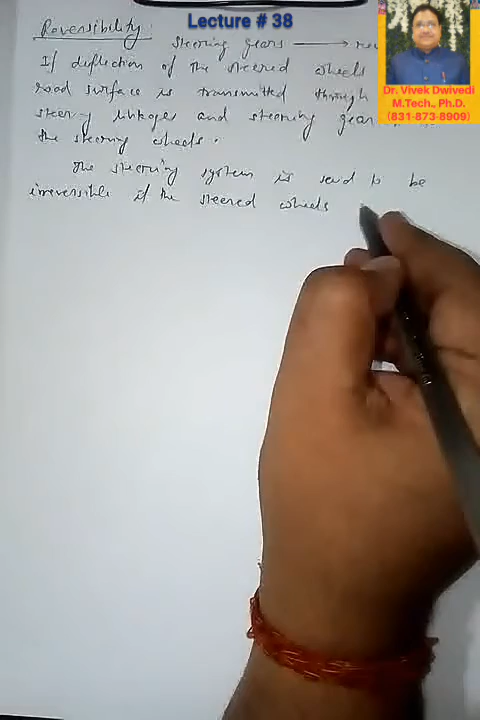 Lecture # 38
Reversibility: Steering gears → rev
If deflection of the steered wheels
road surface is transmitted through
steering linkages and steering gear
the steering wheels.
The steering system is said to be
irreversible if the steered wheels
Dr. Vivek Dwivedi
M.Tech., Ph.D.
(831-873-8909)